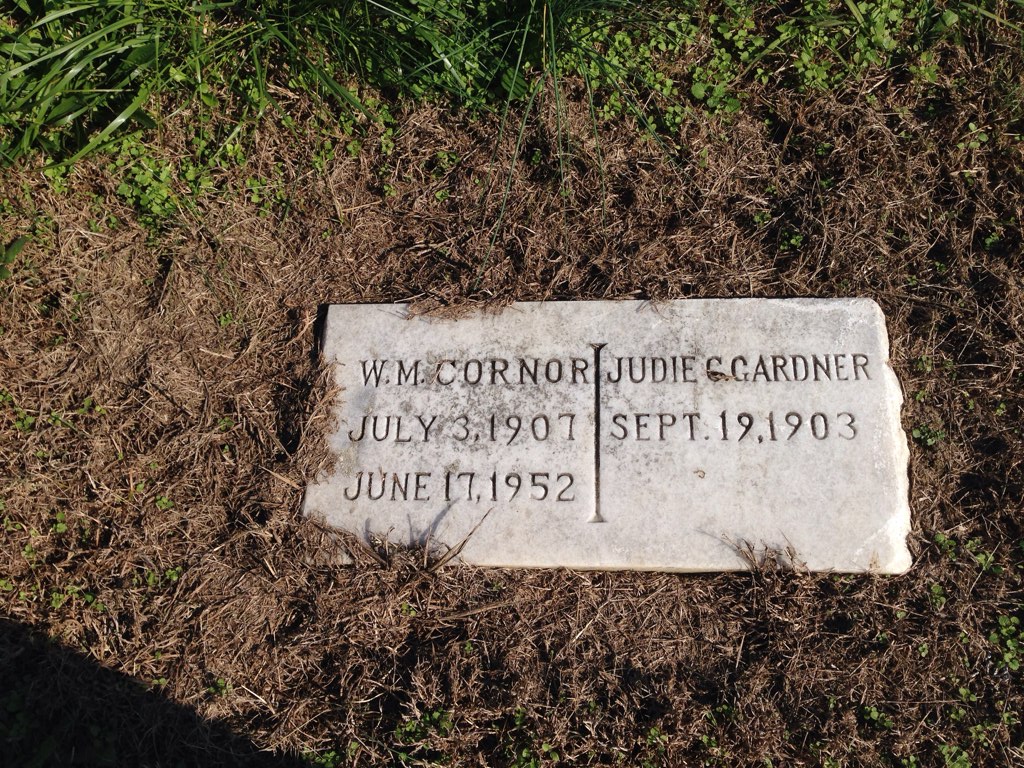 W.M. CORNOR
JULY 3, 1907
JUNE 17, 1952
JUDIE C. GARDNER
SEPT. 19, 1903